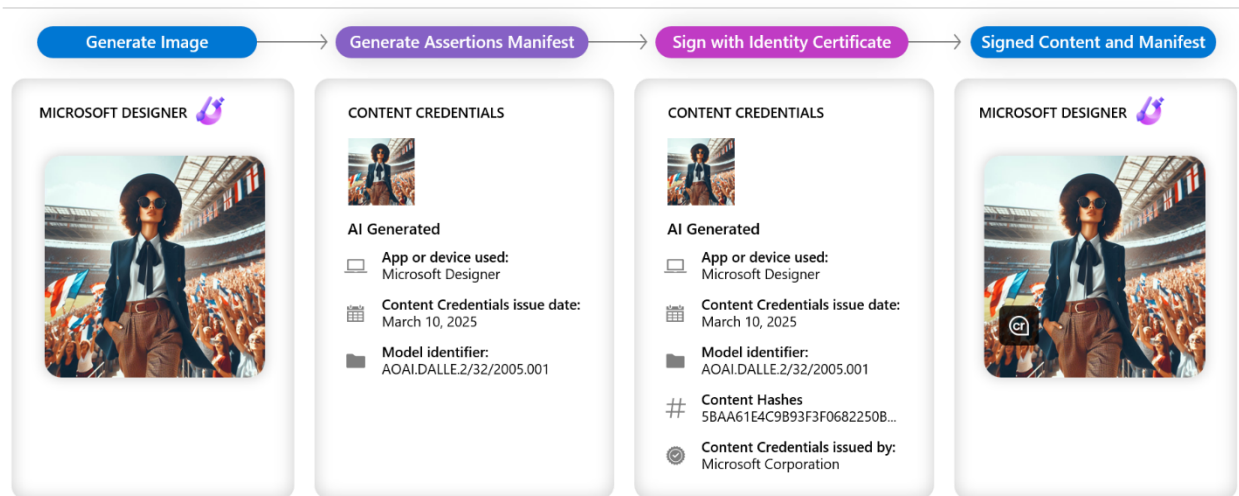 Generate Image
Generate Assertions Manifest
Sign with Identity Certificate
Signed Content and Manifest
MICROSOFT DESIGNER
CONTENT CREDENTIALS
AI Generated
App or device used:
Microsoft Designer
Content Credentials issue date:
March 10, 2025
Model identifier:
AOAI.DALLE.2/32/2005.001
CONTENT CREDENTIALS
AI Generated
App or device used:
Microsoft Designer
Content Credentials issue date:
March 10, 2025
Model identifier:
AOAI.DALLE.2/32/2005.001
Content Hashes
5BAA61E4C9B93F3F0682250B...
Content Credentials issued by:
Microsoft Corporation
MICROSOFT DESIGNER
cr